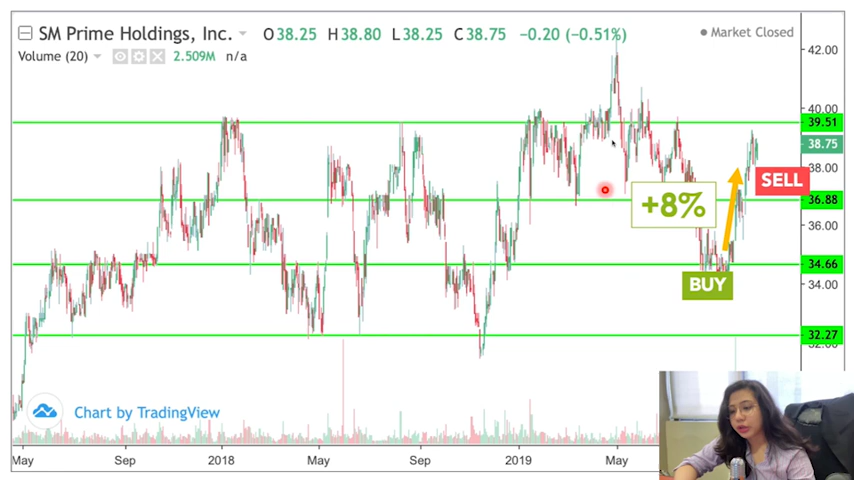 SM Prime Holdings, Inc. O38.25 H38.80 L38.25 C38.75 −0.20 (−0.51%)
Market Closed
Volume (20) 2.509M n/a
42.00
40.00
39.51
38.75
38.00
SELL
+8%
36.88
36.00
34.66
BUY
34.00
32.27
32.00
Chart by TradingView
May Sep 2018 May Sep 2019 May